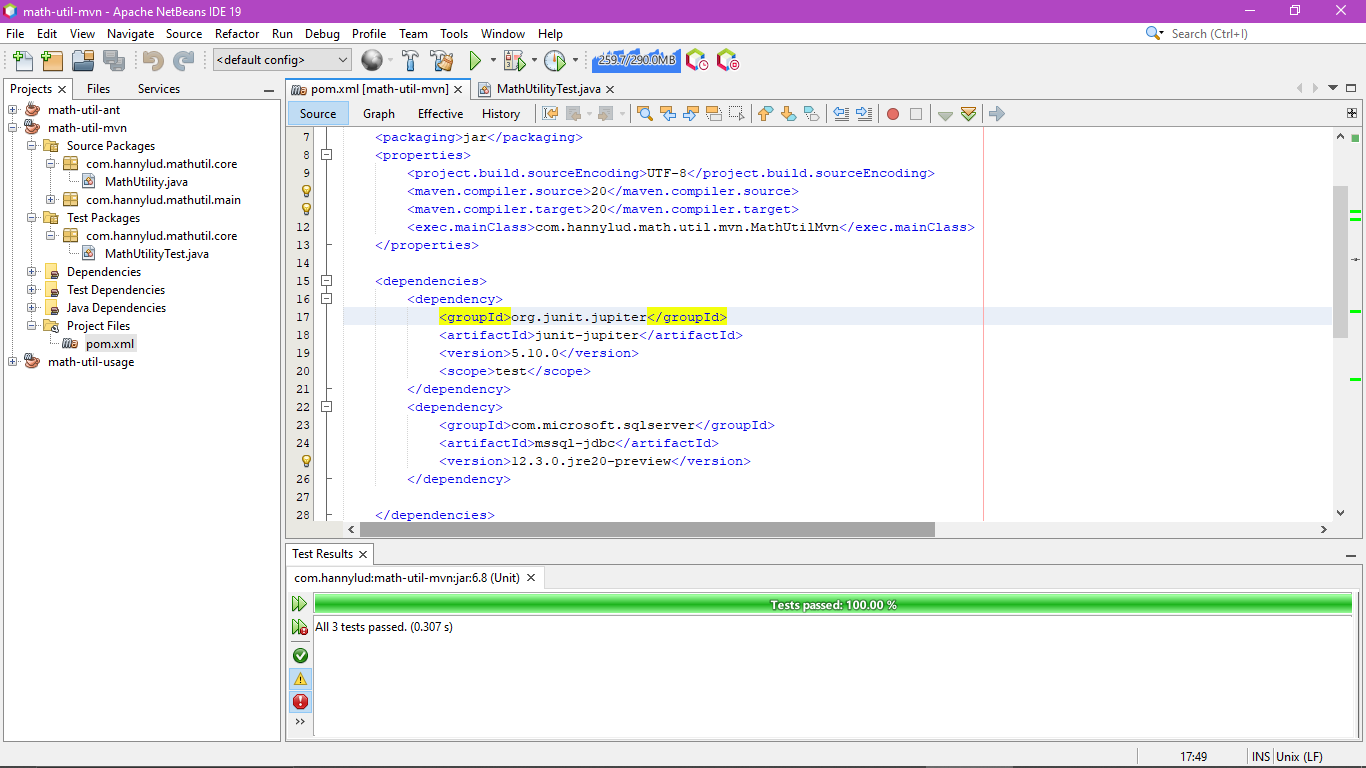 math-util-mvn - Apache NetBeans IDE 19
File Edit View Navigate Source Refactor Run Debug Profile Team Tools Window Help
Search (Ctrl+I)
<default config>
259.7/290.0MB
Projects Files Services
math-util-ant
math-util-mvn
Source Packages
com.hannylud.mathutil.core
MathUtility.java
com.hannylud.mathutil.main
Test Packages
com.hannylud.mathutil.core
MathUtilityTest.java
Dependencies
Test Dependencies
Java Dependencies
Project Files
pom.xml
math-util-usage
pom.xml [math-util-mvn] MathUtilityTest.java
Source Graph Effective History
7 <packaging>jar</packaging>
8 <properties>
9 <project.build.sourceEncoding>UTF-8</project.build.sourceEncoding>
<maven.compiler.source>20</maven.compiler.source>
<maven.compiler.target>20</maven.compiler.target>
12 <exec.mainClass>com.hannylud.math.util.mvn.MathUtilMvn</exec.mainClass>
13 </properties>
14
15 <dependencies>
16 <dependency>
17 <groupId>org.junit.jupiter</groupId>
18 <artifactId>junit-jupiter</artifactId>
19 <version>5.10.0</version>
20 <scope>test</scope>
21 </dependency>
22 <dependency>
23 <groupId>com.microsoft.sqlserver</groupId>
24 <artifactId>mssql-jdbc</artifactId>
<version>12.3.0.jre20-preview</version>
26 </dependency>
27
28 </dependencies>
Test Results
com.hannylud:math-util-mvn:jar:6.8 (Unit)
Tests passed: 100.00 %
All 3 tests passed. (0.307 s)
17:49 INS Unix (LF)